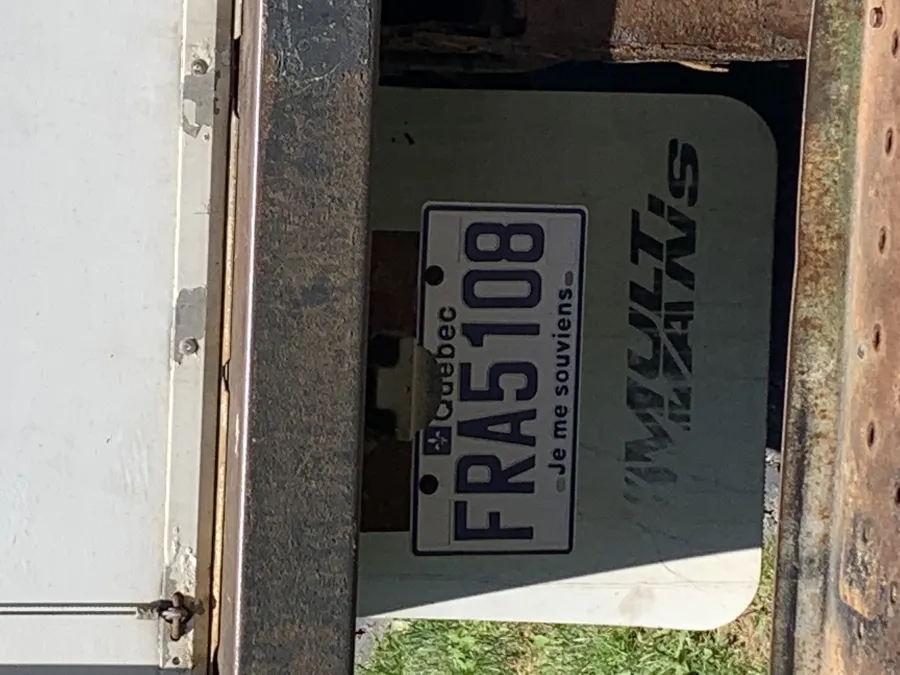 Québec
FRA5108
Je me souviens
MULTI
VANS